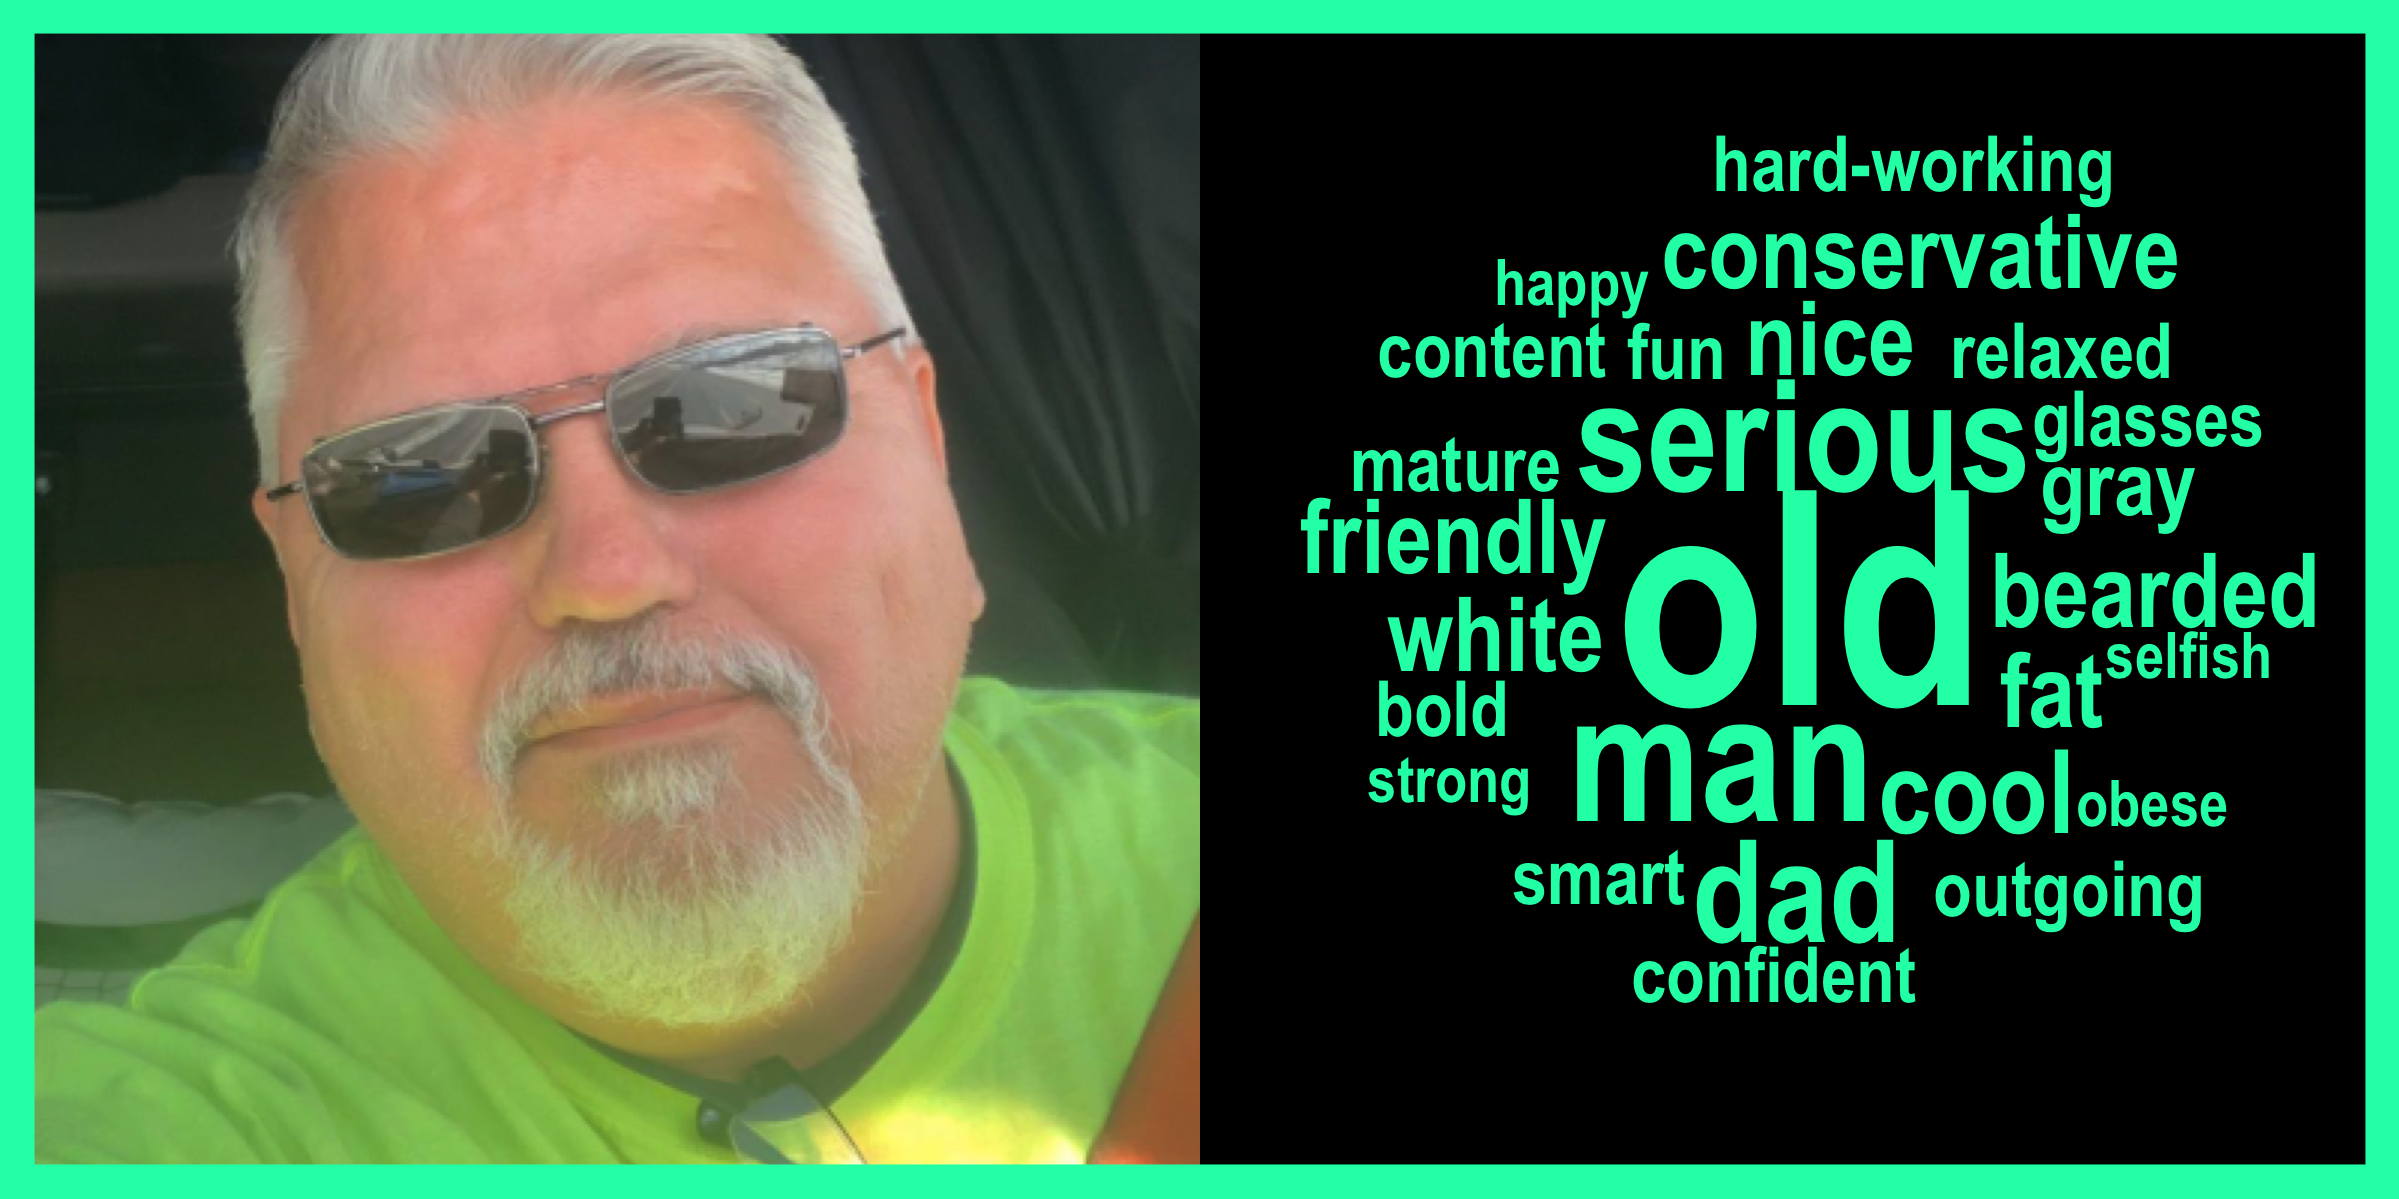 hard-working
conservative
happy
content fun nice relaxed
serious glasses
mature gray
friendly old bearded
white selfish
bold fat
strong man cool obese
smart dad outgoing
confident